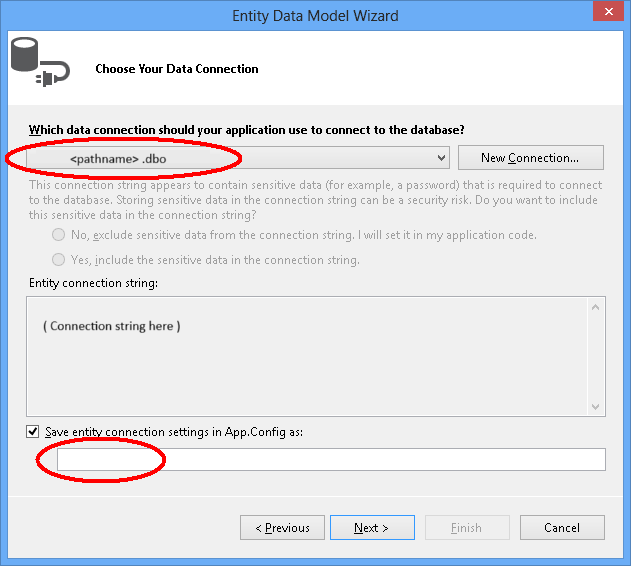 Entity Data Model Wizard
Choose Your Data Connection
Which data connection should your application use to connect to the database?
<pathname> .dbo
New Connection...
This connection string appears to contain sensitive data (for example, a password) that is required to connect
to the database. Storing sensitive data in the connection string can be a security risk. Do you want to include
this sensitive data in the connection string?
No, exclude sensitive data from the connection string. I will set it in my application code.
Yes, include the sensitive data in the connection string.
Entity connection string:
( Connection string here )
Save entity connection settings in App.Config as:
< Previous
Next >
Finish
Cancel